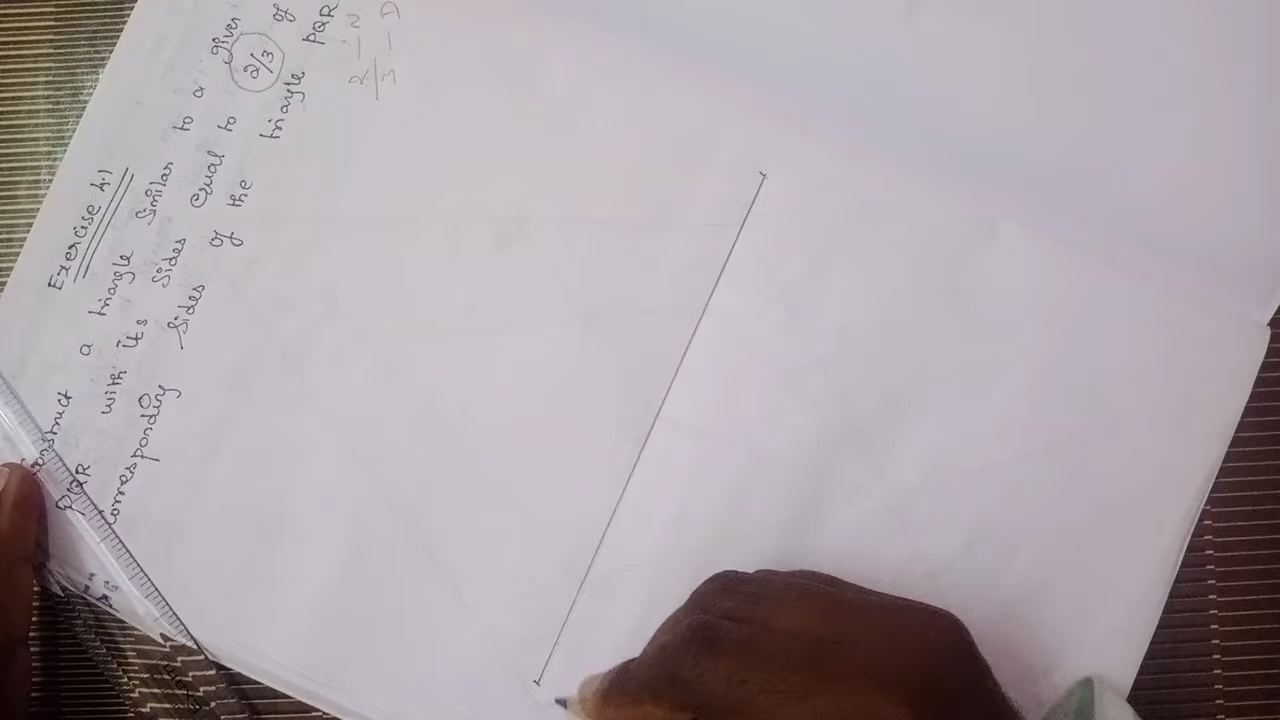 Exercise 4.1
Construct a triangle Similar to a given
PQR with its Sides equal to 2/3 of
corresponding Sides of the triangle PQR
2 — N
3 — D